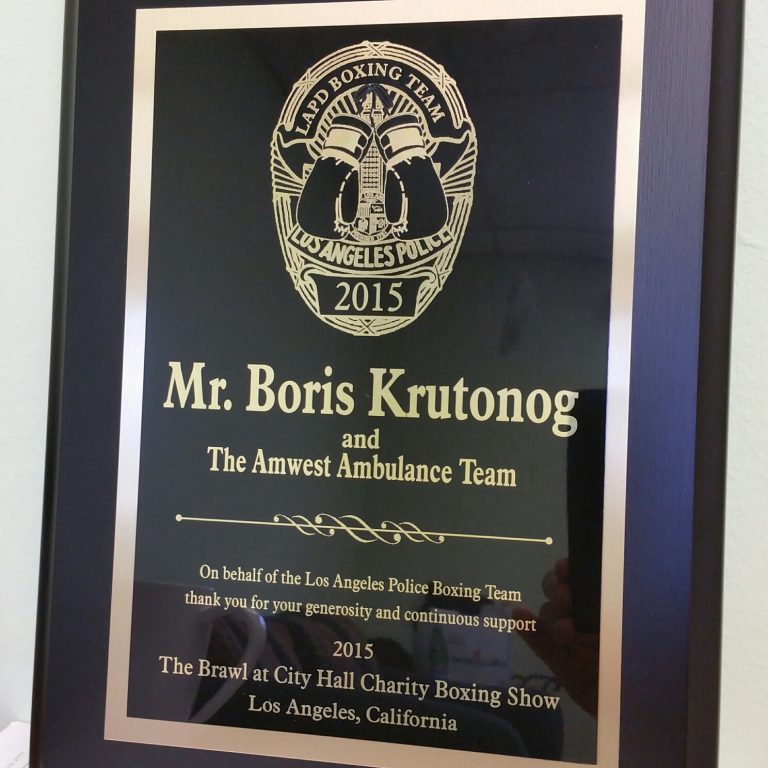 LAPD BOXING TEAM
LOS ANGELES POLICE
2015
Mr. Boris Krutonog
and
The Amwest Ambulance Team
On behalf of the Los Angeles Police Boxing Team
thank you for your generosity and continuous support
2015
The Brawl at City Hall Charity Boxing Show
Los Angeles, California